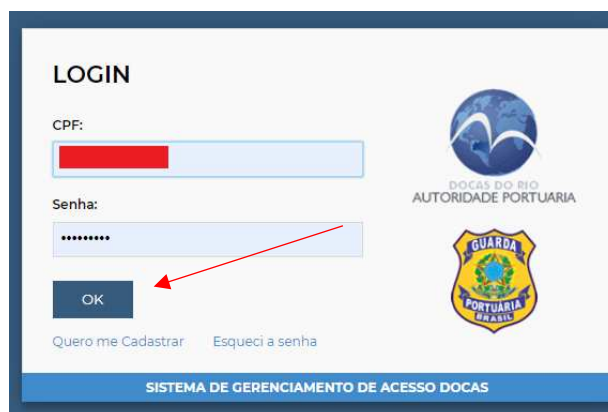 LOGIN
CPF:
DOCAS DO RIO
AUTORIDADE PORTUÁRIA
Senha:
•••••••••
GUARDA
PORTUÁRIA
BRASIL
OK
Quero me Cadastrar
Esqueci a senha
SISTEMA DE GERENCIAMENTO DE ACESSO DOCAS